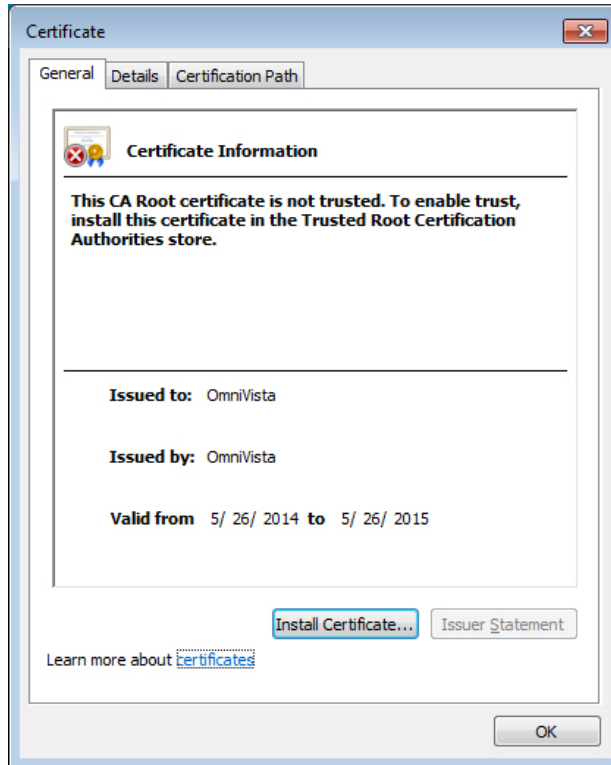 Certificate
General Details Certification Path
Certificate Information
This CA Root certificate is not trusted. To enable trust,
install this certificate in the Trusted Root Certification
Authorities store.
Issued to: OmniVista
Issued by: OmniVista
Valid from 5/ 26/ 2014 to 5/ 26/ 2015
Install Certificate... Issuer Statement
Learn more about certificates
OK